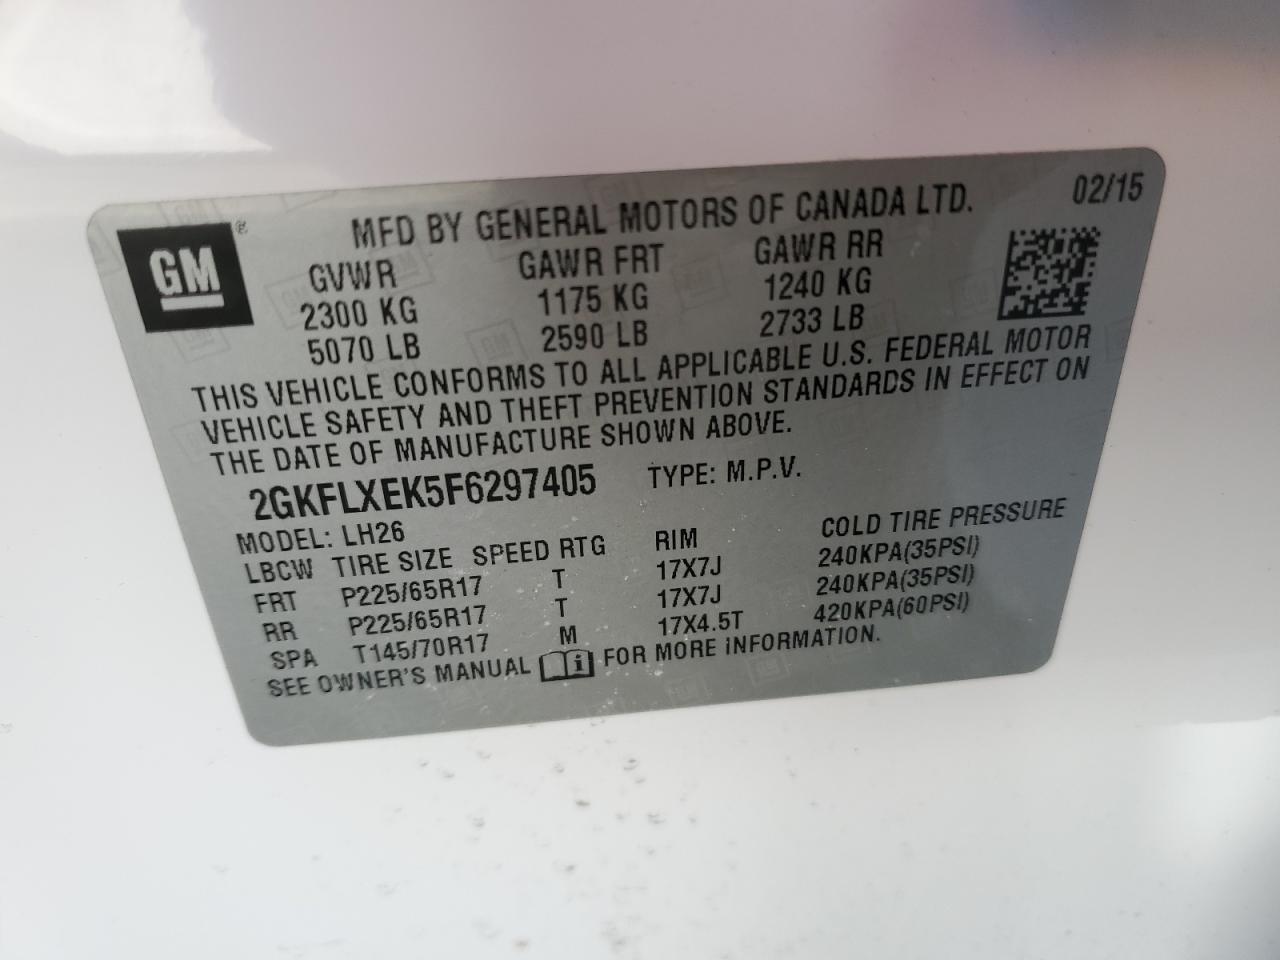 GM ®
MFD BY GENERAL MOTORS OF CANADA LTD. 02/15
GVWR GAWR FRT GAWR RR
2300 KG 1175 KG 1240 KG
5070 LB 2590 LB 2733 LB
THIS VEHICLE CONFORMS TO ALL APPLICABLE U.S. FEDERAL MOTOR
VEHICLE SAFETY AND THEFT PREVENTION STANDARDS IN EFFECT ON
THE DATE OF MANUFACTURE SHOWN ABOVE.
2GKFLXEK5F6297405 TYPE: M.P.V.
MODEL: LH26
LBCW TIRE SIZE SPEED RTG RIM COLD TIRE PRESSURE
FRT P225/65R17 T 17X7J 240KPA(35PSI)
RR P225/65R17 T 17X7J 240KPA(35PSI)
SPA T145/70R17 M 17X4.5T 420KPA(60PSI)
SEE OWNER'S MANUAL i FOR MORE INFORMATION.